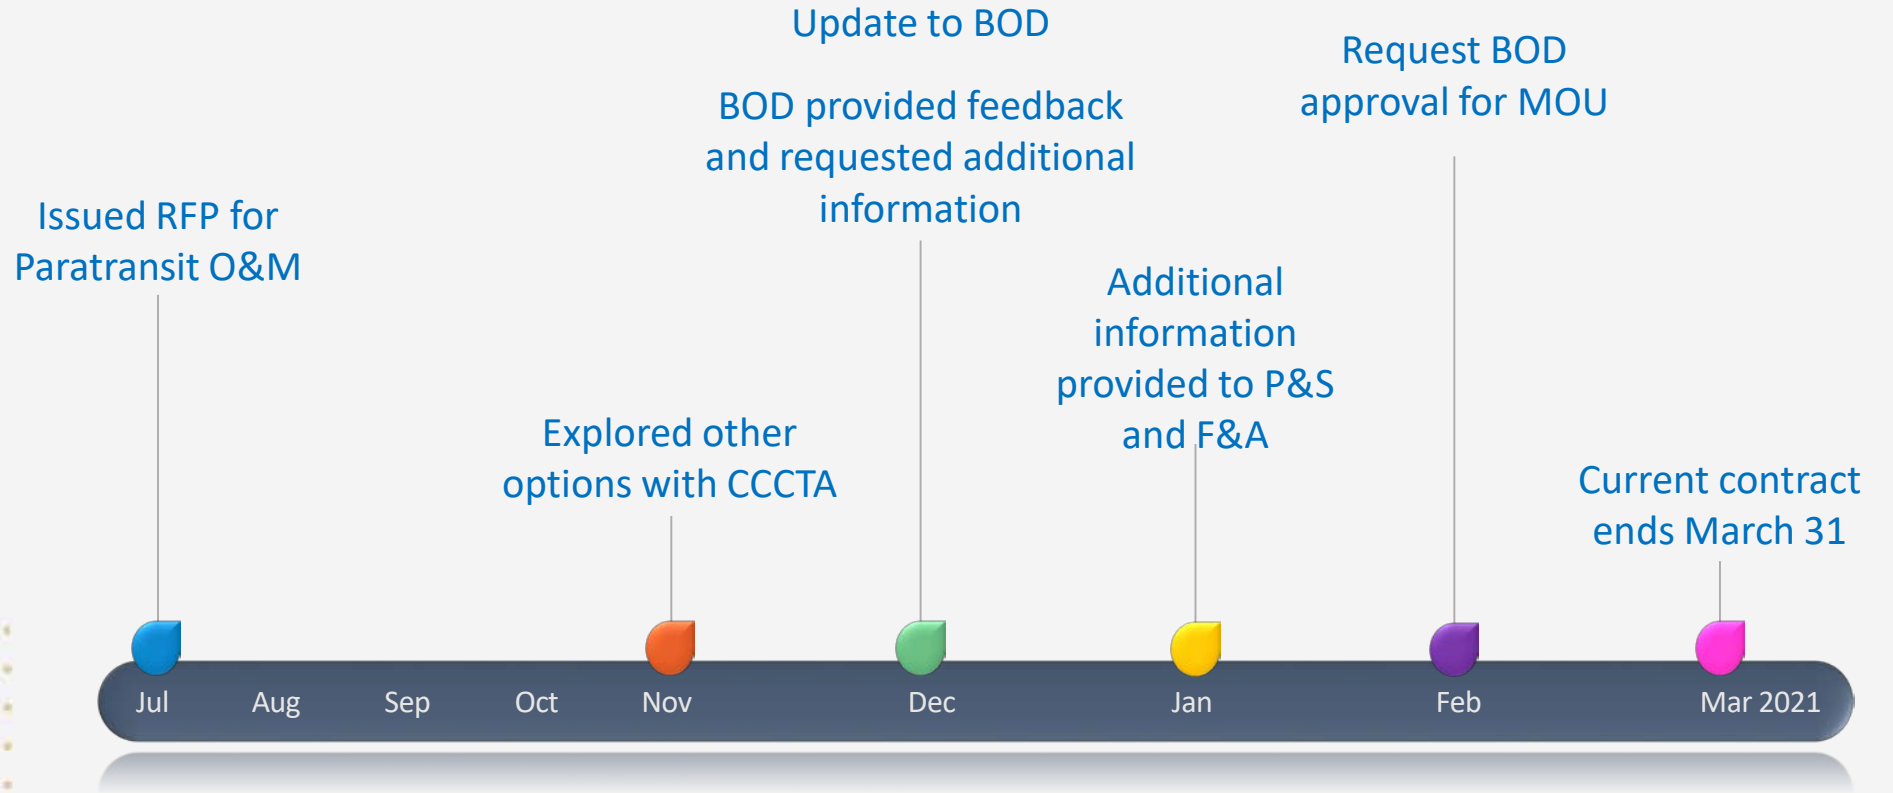 Issued RFP for
Paratransit O&M
Explored other
options with CCCTA
Update to BOD
BOD provided feedback
and requested additional
information
Additional
information
provided to P&S
and F&A
Request BOD
approval for MOU
Current contract
ends March 31
Jul
Aug
Sep
Oct
Nov
Dec
Jan
Feb
Mar 2021